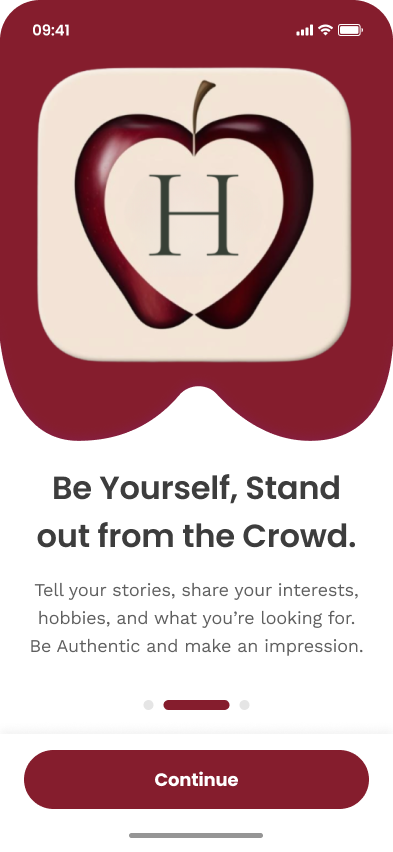 09:41
H
Be Yourself, Stand
out from the Crowd.
Tell your stories, share your interests,
hobbies, and what you’re looking for.
Be Authentic and make an impression.
Continue